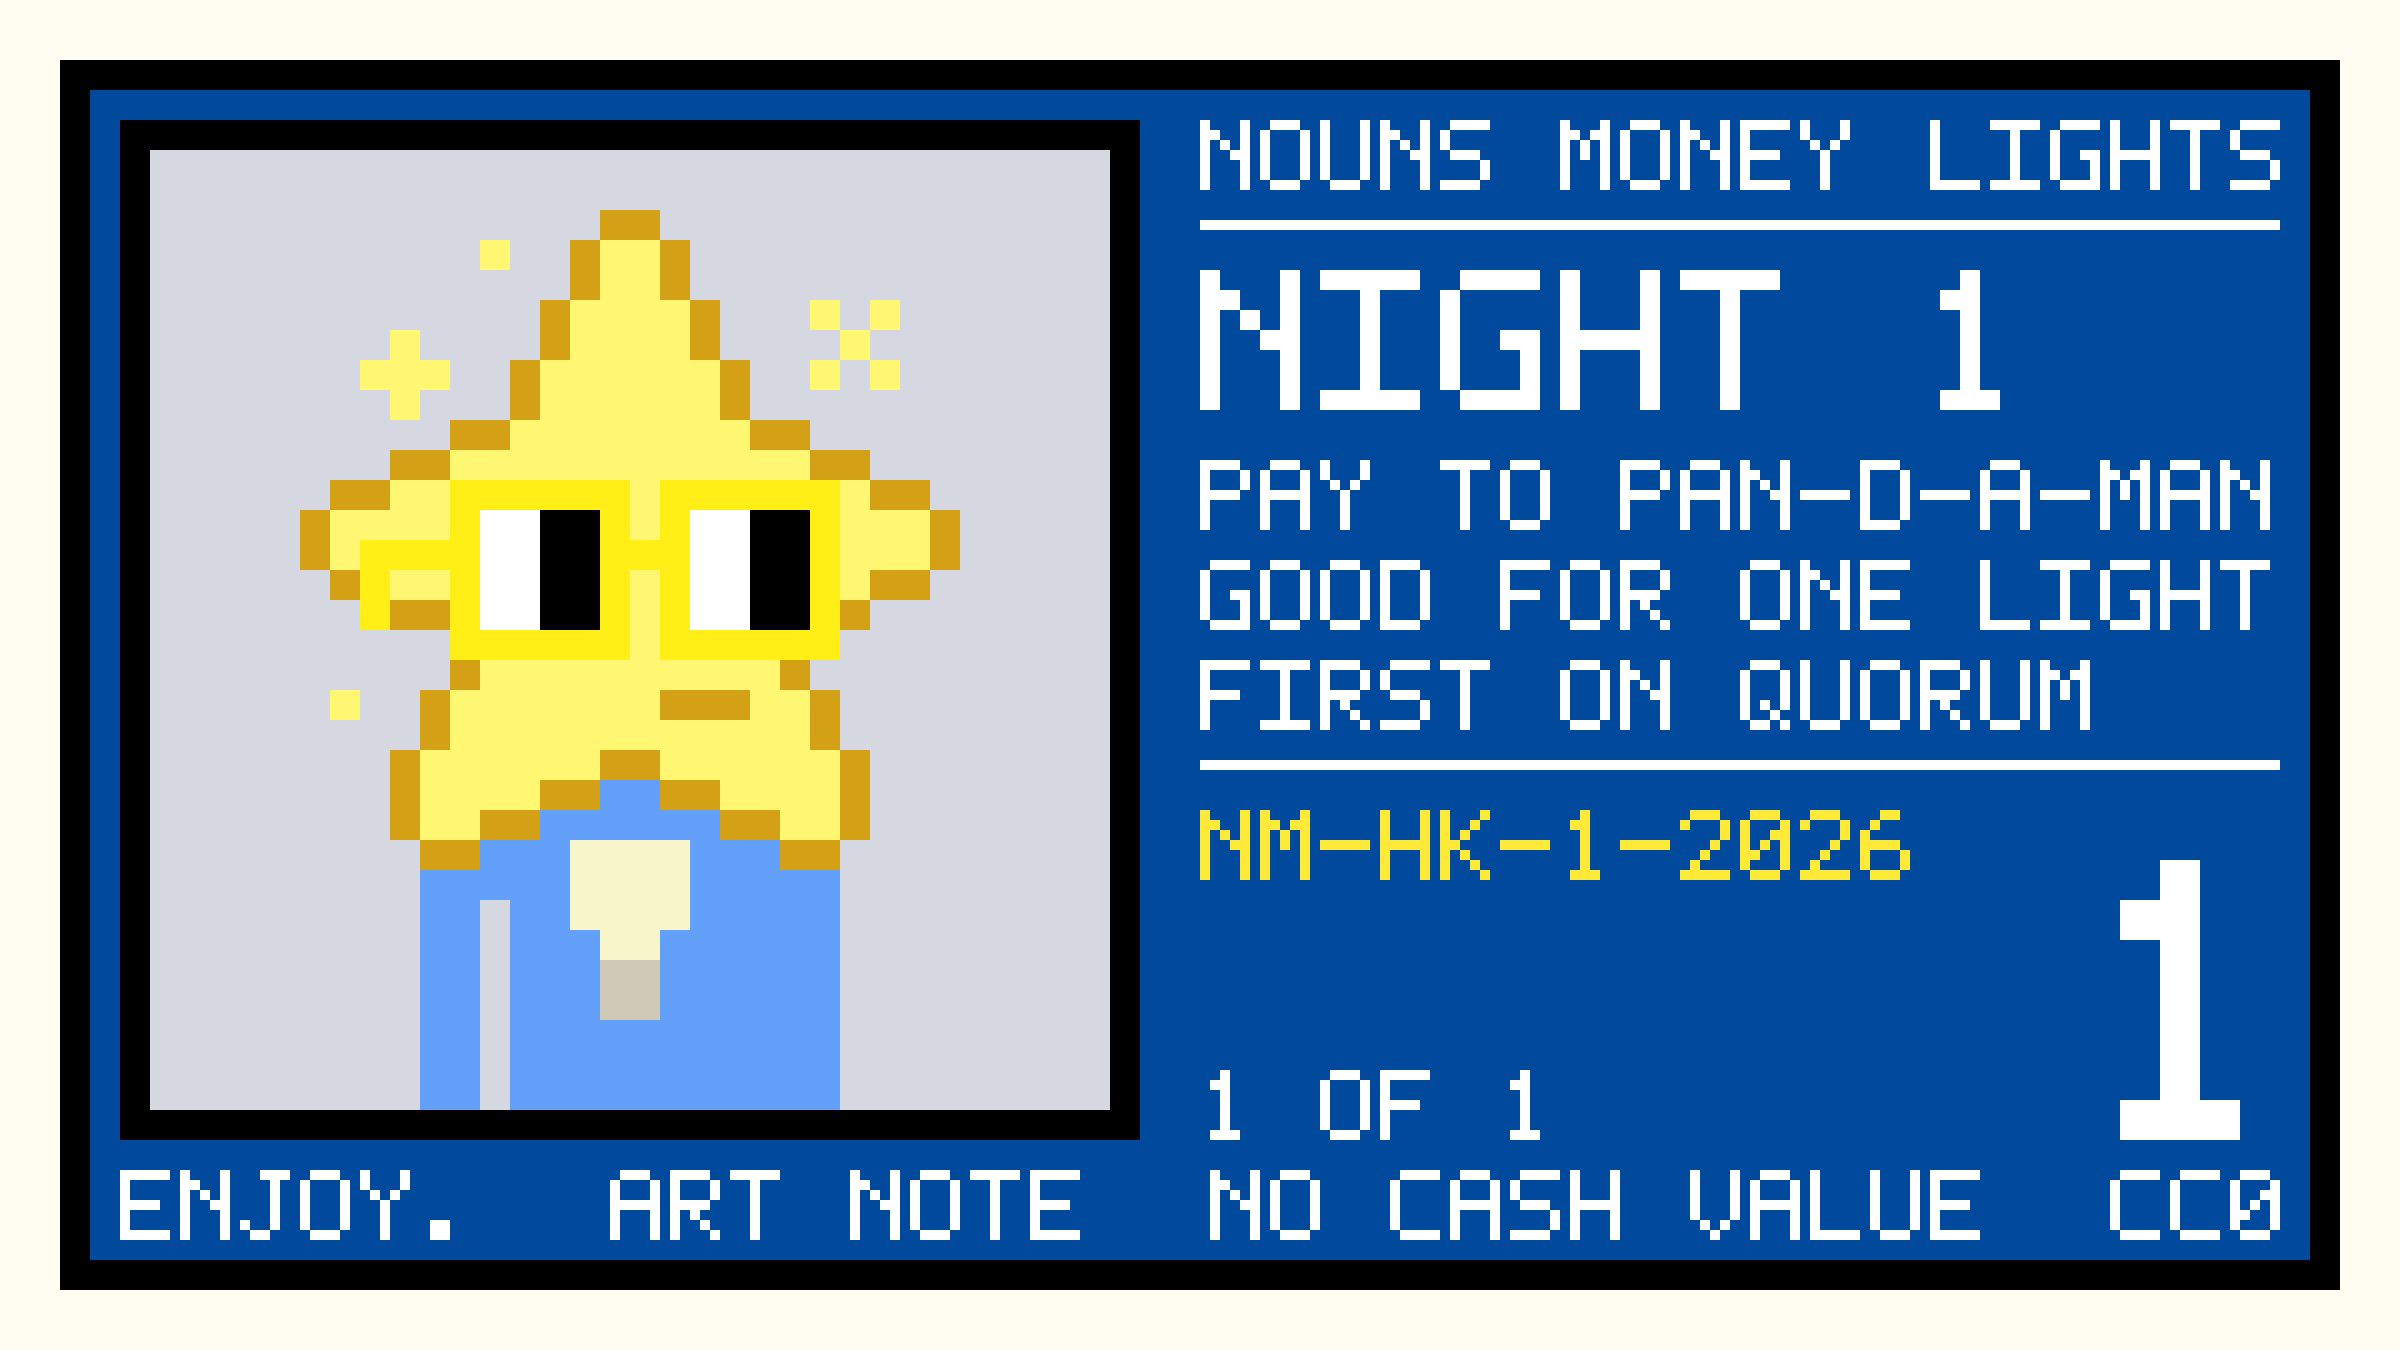 NOUNS MONEY LIGHTS
NIGHT 1
PAY TO PAN-D-A-MAN
GOOD FOR ONE LIGHT
FIRST ON QUORUM
NM-HK-1-2026
1
1 OF 1
ENJOY. ART NOTE NO CASH VALUE CC0